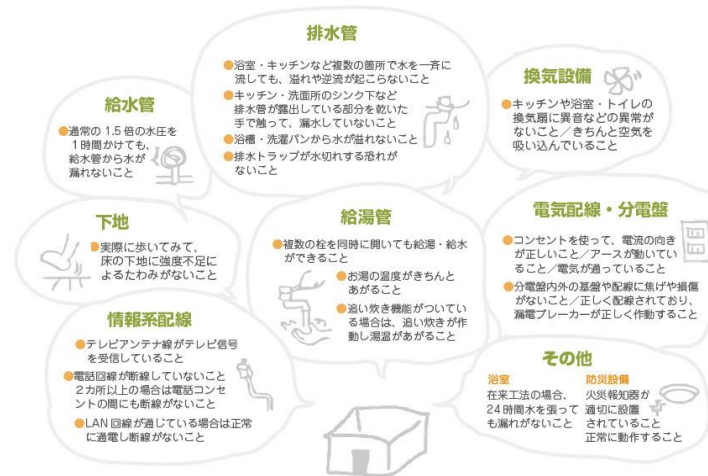 排水管
●浴室・キッチンなど複数の箇所で水を一斉に
流しても、溢れや逆流が起こらないこと
●キッチン・洗面所のシンク下など
排水管が露出している部分を乾いた
手で触って、漏水していないこと
●浴槽・洗濯パンから水が溢れないこと
●排水トラップが水切れする恐れが
ないこと
換気設備
●キッチンや浴室・トイレの
換気扇に異音などの異常が
ないこと／きちんと空気を
吸い込んでいること
給水管
●通常の1.5倍の水圧を
1時間かけても、
給水管から水が
漏れないこと
下地
●実際に歩いてみて、
床の下地に強度不足に
よるたわみがないこと
給湯管
●複数の栓を同時に開いても給湯・給水
ができること
●お湯の温度がきちんと
あがること
●追い炊き機能がついて
いる場合は、追い炊きが作
動し湯温があがること
電気配線・分電盤
●コンセントを使って、電流の向き
が正しいこと／アースが動いてい
ること／電気が通っていること
●分電盤内外の基盤や配線に焦げや損傷
がないこと／正しく配線されており、
漏電ブレーカーが正しく作動すること
情報系配線
●テレビアンテナ線がテレビ信号
を受信していること
●電話回線が断線していないこと
2カ所以上の場合は電話コンセ
ントの間にも断線がないこと
●LAN回線が通じている場合は正常
に通電し断線がないこと
その他
浴室
在来工法の場合、
24時間水を張って
も漏れがないこと
防災設備
火災報知器が
適切に設置
されていること
正常に動作すること